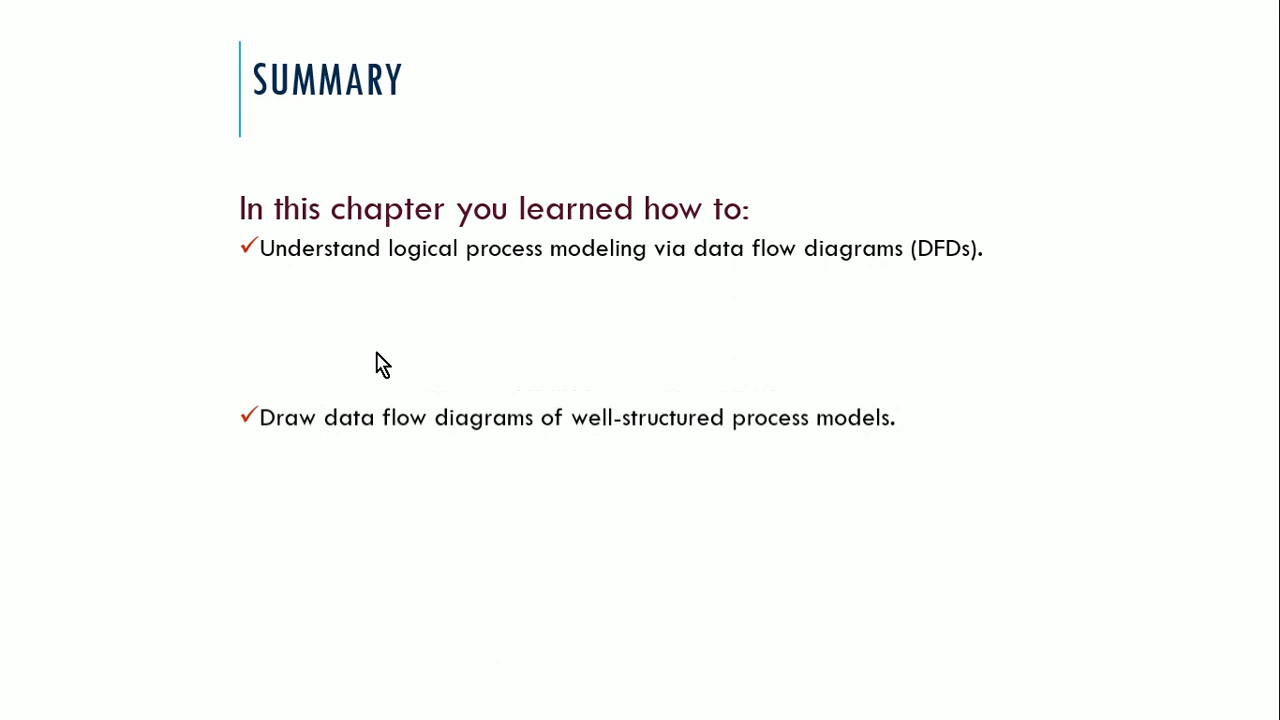 SUMMARY
In this chapter you learned how to:
✓Understand logical process modeling via data flow diagrams (DFDs).
✓Draw data flow diagrams of well-structured process models.